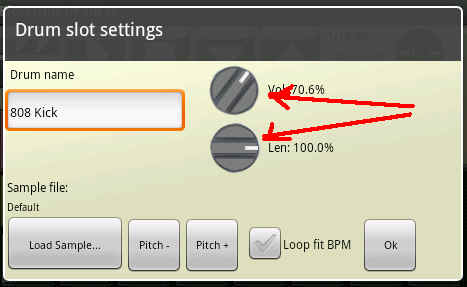 Drum slot settings
Drum name
Vol: 70.6%
808 Kick
Len: 100.0%
Sample file:
Default
Load Sample...
Pitch -
Pitch +
Loop fit BPM
Ok